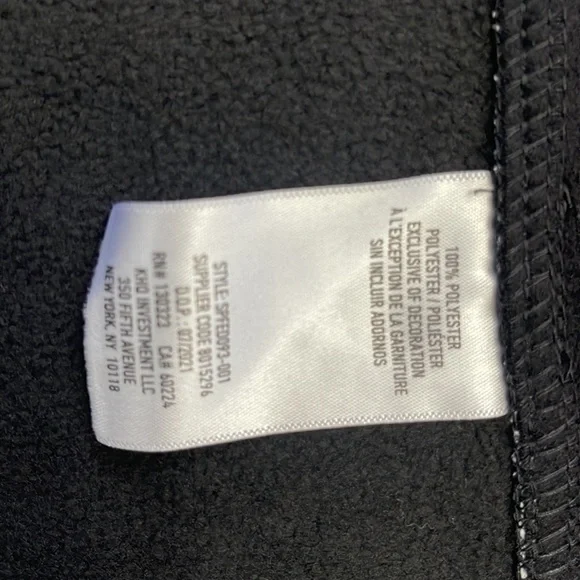 100% POLYESTER
POLYESTER / POLIÉSTER
EXCLUSIVE OF DECORATION
À L'EXCEPTION DE LA GARNITURE
SIN INCLUIR ADORNOS
STYLE: SPFED093-001
SUPPLIER CODE 8015296
D.O.P : 07/2021
RN# 130323 CA# 60224
KHQ INVESTMENT LLC
350 FIFTH AVENUE
NEW YORK, NY 10118